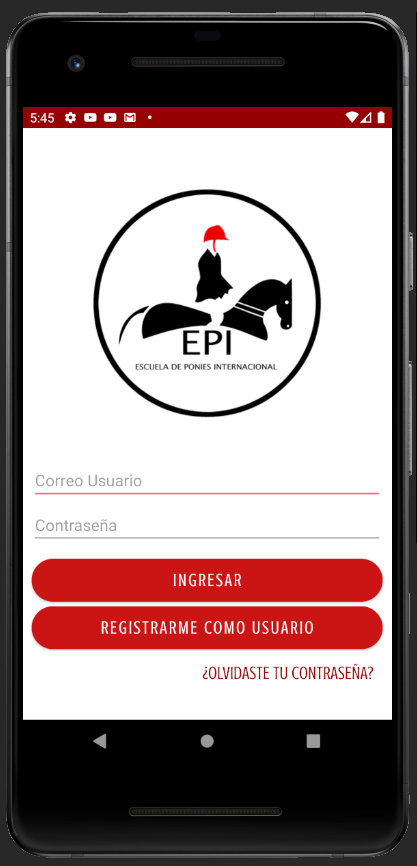 5:45
EPI
ESCUELA DE PONIES INTERNACIONAL
Correo Usuario
Contraseña
INGRESAR
REGISTRARME COMO USUARIO
¿OLVIDASTE TU CONTRASEÑA?